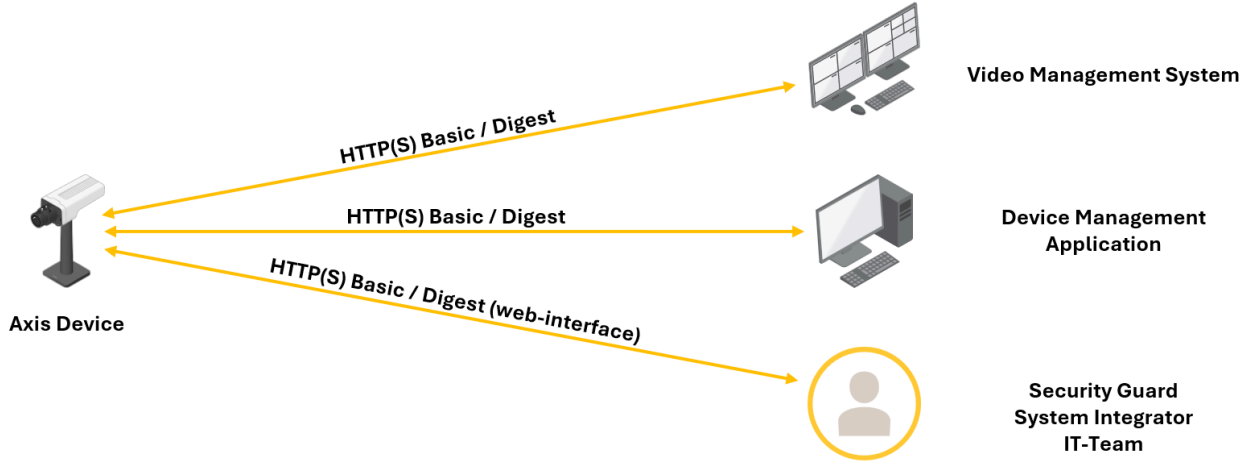 Video Management System
HTTP(S) Basic / Digest
HTTP(S) Basic / Digest
Device Management
Application
HTTP(S) Basic / Digest (web-interface)
Axis Device
Security Guard
System Integrator
IT-Team